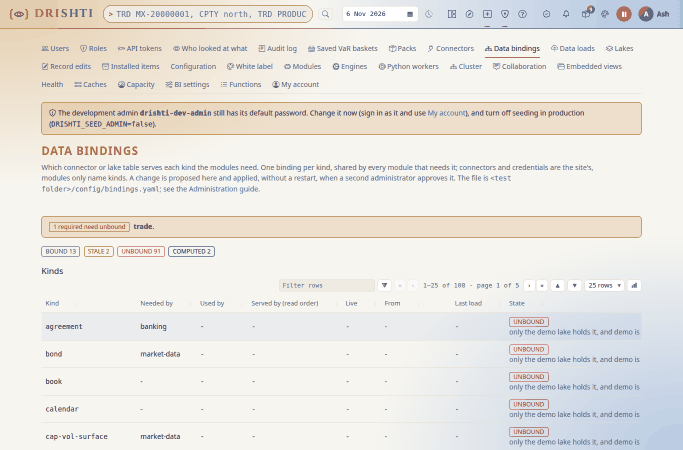 { } DRISHTI
> TRD MX-20000001, CPTY north, TRD PRODUC
6 Nov 2026
A Ash
Users Roles API tokens Who looked at what Audit log Saved VaR baskets Packs Connectors Data bindings Data loads Lakes
Record edits Installed items Configuration White label Modules Engines Python workers Cluster Collaboration Embedded views
Health Caches Capacity BI settings Functions My account
The development admin drishti-dev-admin still has its default password. Change it now (sign in as it and use My account), and turn off seeding in production
(DRISHTI_SEED_ADMIN=false).
DATA BINDINGS
Which connector or lake table serves each kind the modules need. One binding per kind, shared by every module that needs it; connectors and credentials are the site's,
modules only name kinds. A change is proposed here and applied, without a restart, when a second administrator approves it. The file is <test
folder>/config/bindings.yaml; see the Administration guide.
1 required need unbound trade.
BOUND 13 STALE 2 UNBOUND 91 COMPUTED 2
Kinds
Filter rows « ‹ 1–25 of 108 · page 1 of 5 › » ▲ ▼ 25 rows
Kind Needed by Used by Served by (read order) Live From Last load State
agreement banking - - - - - UNBOUND
only the demo lake holds it, and demo is
bond market-data - - - - - UNBOUND
only the demo lake holds it, and demo is
book - - - - - - UNBOUND
only the demo lake holds it, and demo is
calendar - - - - - - UNBOUND
only the demo lake holds it, and demo is
cap-vol-surface market-data - - - - - UNBOUND
only the demo lake holds it, and demo is